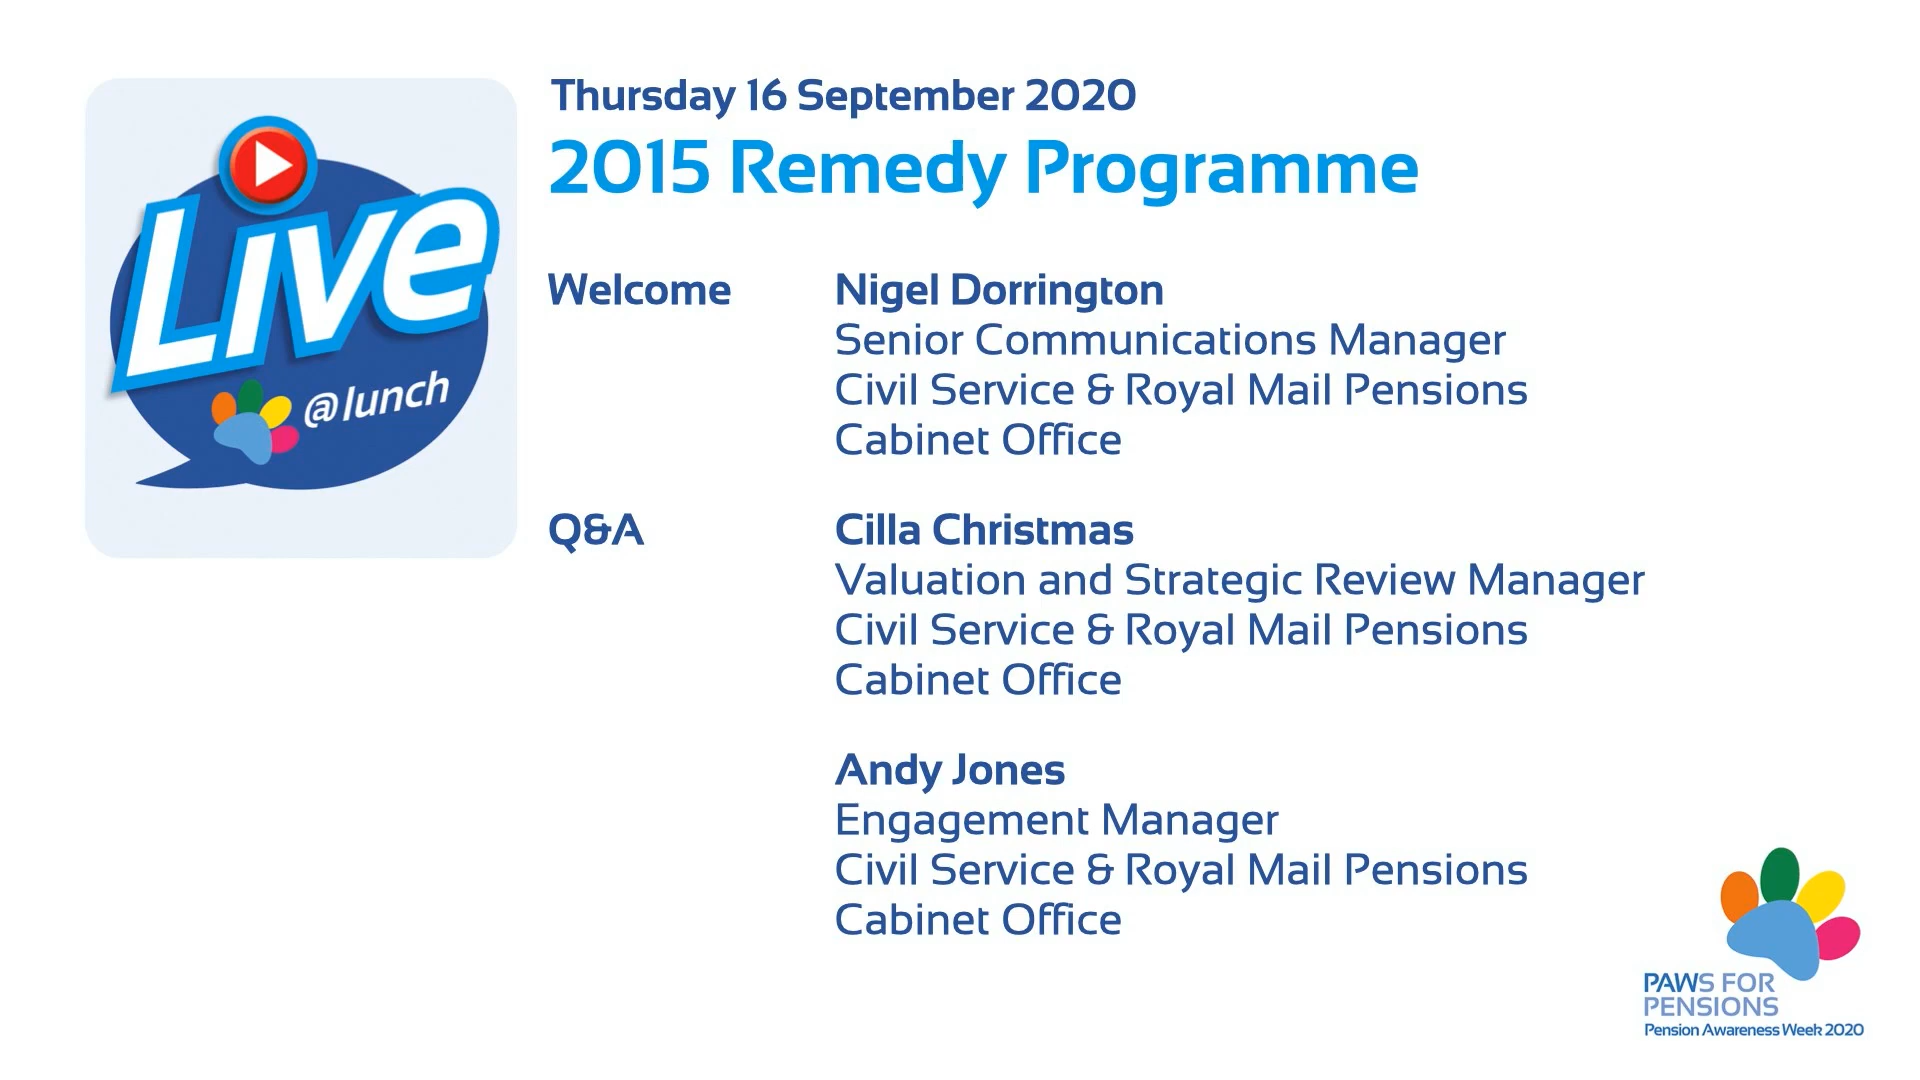 Live
@lunch
Thursday 16 September 2020
2015 Remedy Programme
Welcome
Nigel Dorrington
Senior Communications Manager
Civil Service & Royal Mail Pensions
Cabinet Office
Q&A
Cilla Christmas
Valuation and Strategic Review Manager
Civil Service & Royal Mail Pensions
Cabinet Office
Andy Jones
Engagement Manager
Civil Service & Royal Mail Pensions
Cabinet Office
PAWS FOR
PENSIONS
Pension Awareness Week 2020